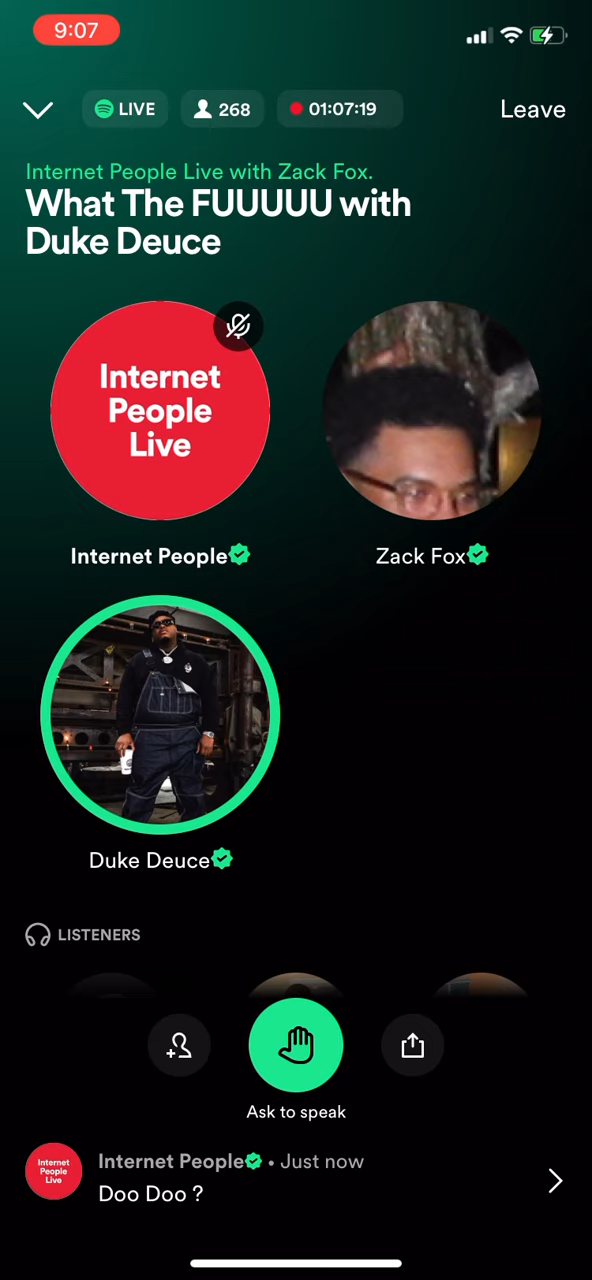 9:07
LIVE
268
01:07:19
Leave
Internet People Live with Zack Fox.
What The FUUUUU with
Duke Deuce
Internet
People
Live
Internet People
Zack Fox
Duke Deuce
LISTENERS
Ask to speak
Internet
People
Live
Internet People • Just now
Doo Doo ?